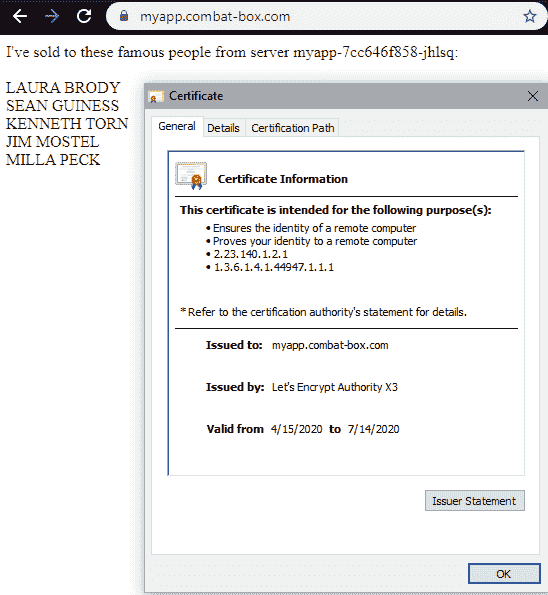 myapp.combat-box.com
I've sold to these famous people from server myapp-7cc646f858-jhlsq:
LAURA BRODY
SEAN GUINESS
KENNETH TORN
JIM MOSTEL
MILLA PECK
Certificate
General Details Certification Path
Certificate Information
This certificate is intended for the following purpose(s):
• Ensures the identity of a remote computer
• Proves your identity to a remote computer
• 2.23.140.1.2.1
• 1.3.6.1.4.1.44947.1.1.1
* Refer to the certification authority's statement for details.
Issued to: myapp.combat-box.com
Issued by: Let's Encrypt Authority X3
Valid from 4/15/2020 to 7/14/2020
Issuer Statement
OK